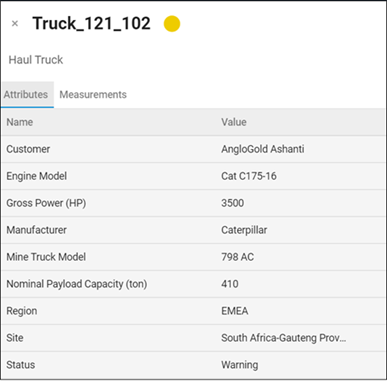 × Truck_121_102
Haul Truck
Attributes Measurements
Name Value
Customer AngloGold Ashanti
Engine Model Cat C175-16
Gross Power (HP) 3500
Manufacturer Caterpillar
Mine Truck Model 798 AC
Nominal Payload Capacity (ton) 410
Region EMEA
Site South Africa-Gauteng Prov...
Status Warning